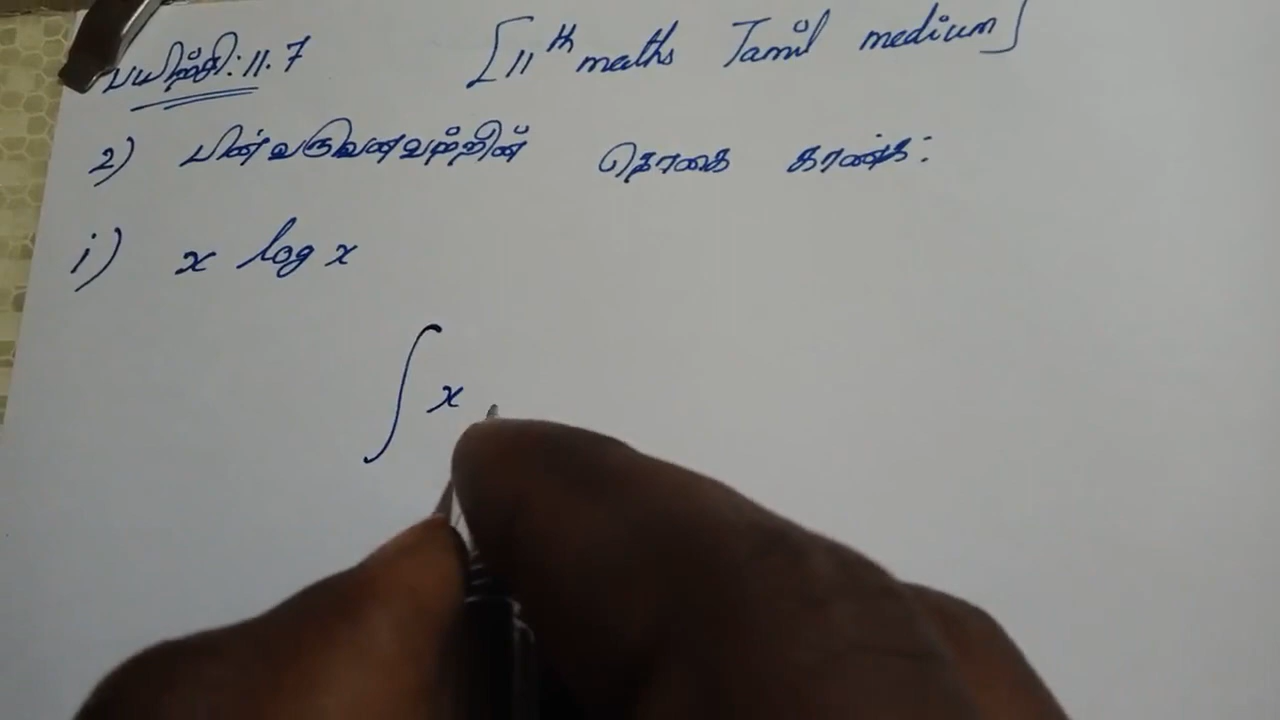 பயிற்சி: 11.7 [11th maths Tamil medium]
2) பின்வருவனவற்றின் தொகை காண்க:
i) x log x
∫ x